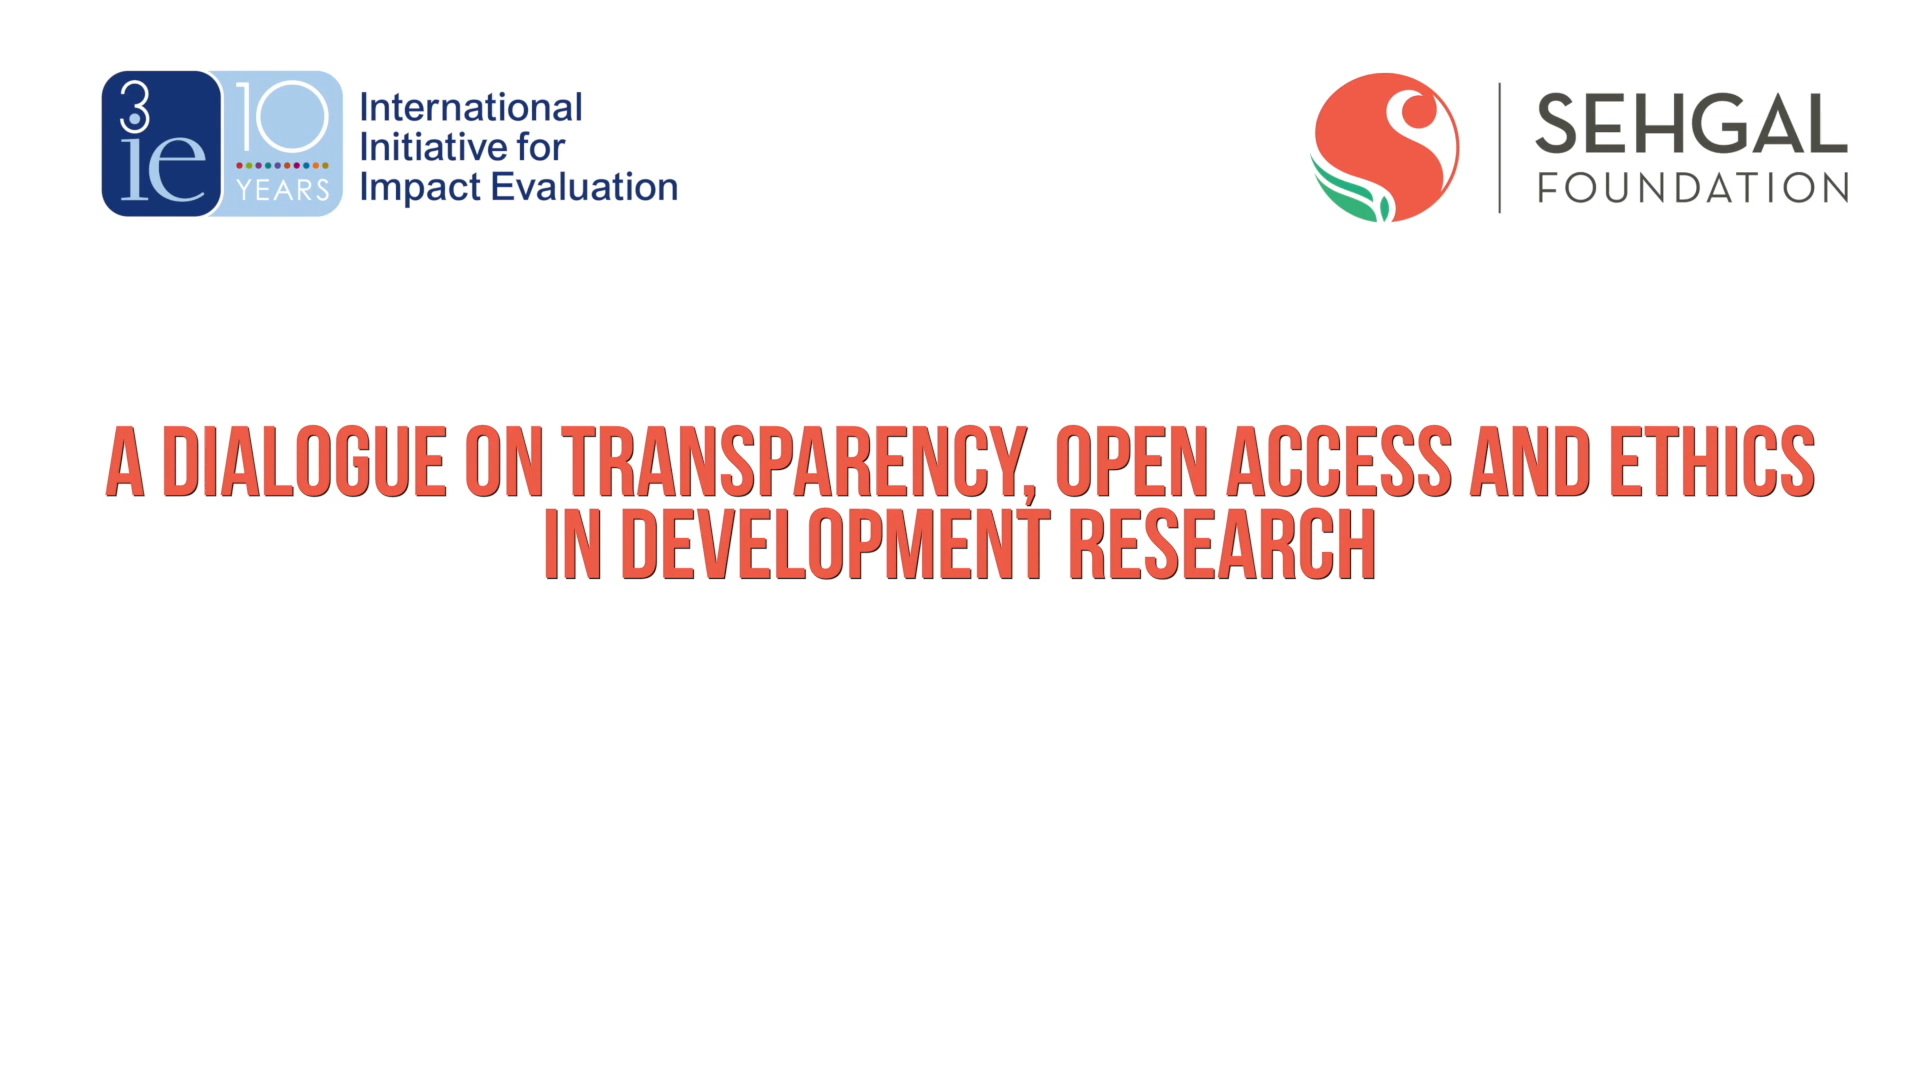 3ie
10
YEARS
International
Initiative for
Impact Evaluation
SEHGAL
FOUNDATION
A DIALOGUE ON TRANSPARENCY, OPEN ACCESS AND ETHICS
IN DEVELOPMENT RESEARCH